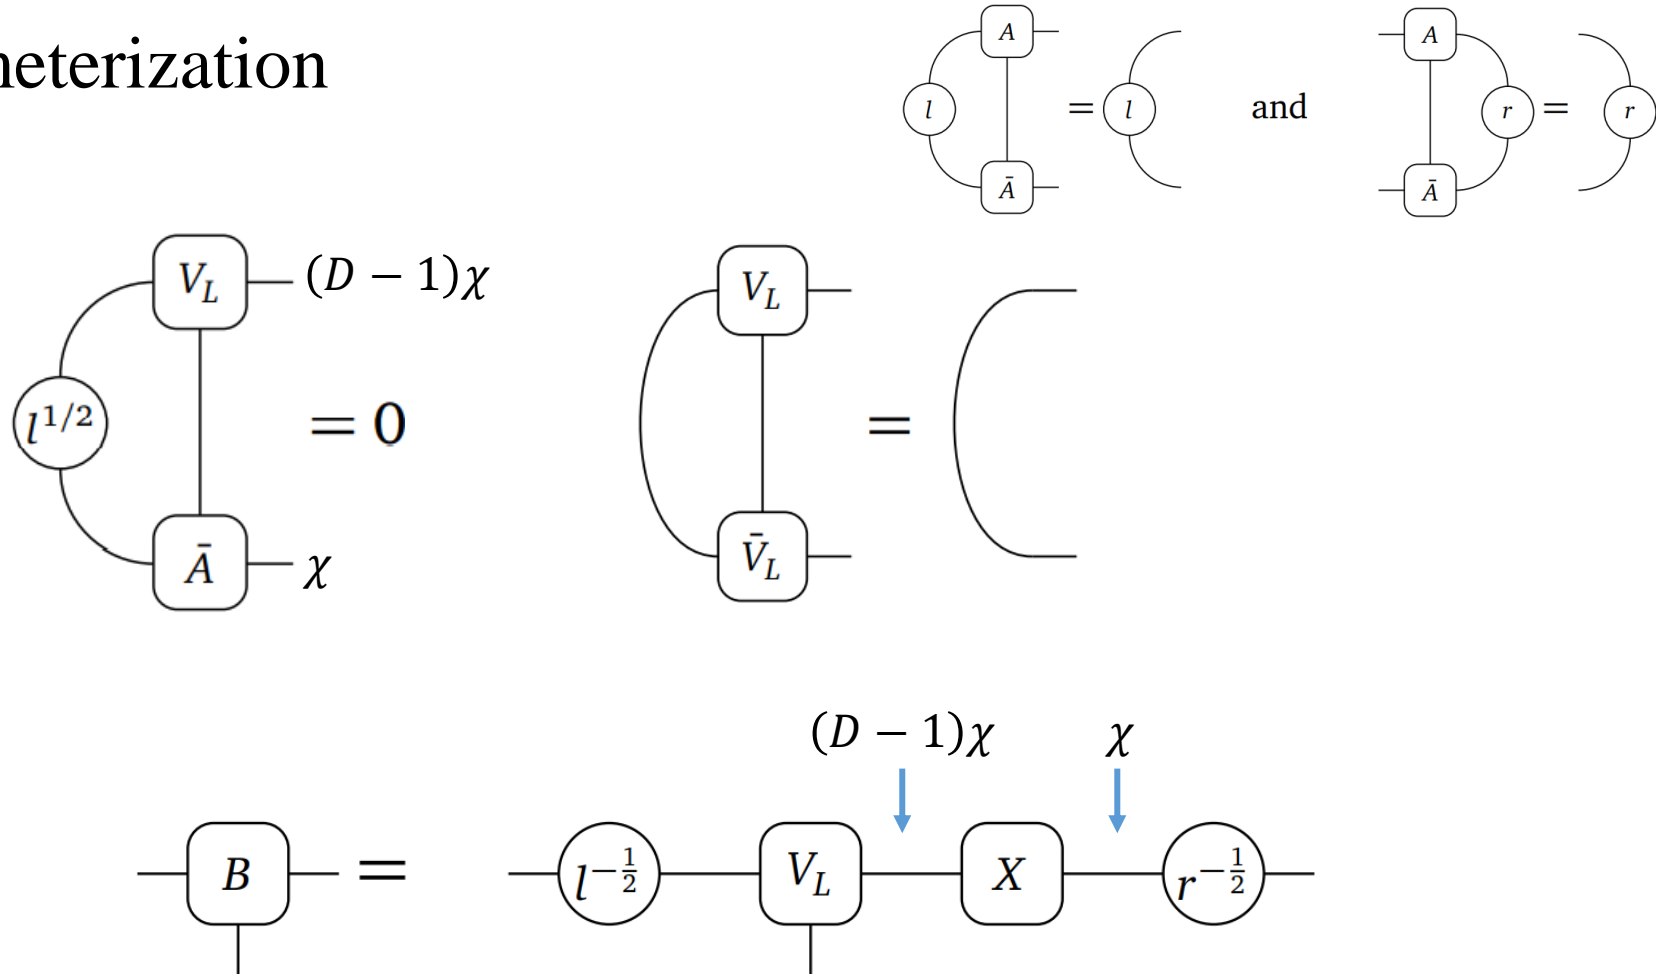 neterization
A
l
Ā
=
l
and
A
r
Ā
=
r
V_L
(D − 1)χ
l^{1/2}
= 0
Ā
χ
V_L
=
V̄_L
(D − 1)χ
χ
B
=
l^{-1/2}
V_L
X
r^{-1/2}